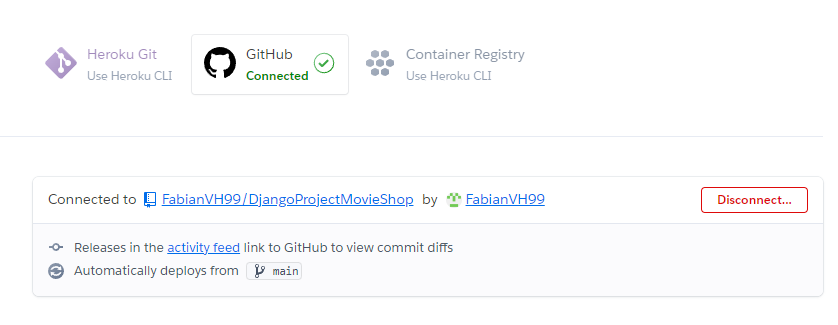 Heroku Git
Use Heroku CLI
GitHub
Connected
Container Registry
Use Heroku CLI
Connected to FabianVH99/DjangoProjectMovieShop by FabianVH99
Disconnect...
Releases in the activity feed link to GitHub to view commit diffs
Automatically deploys from main